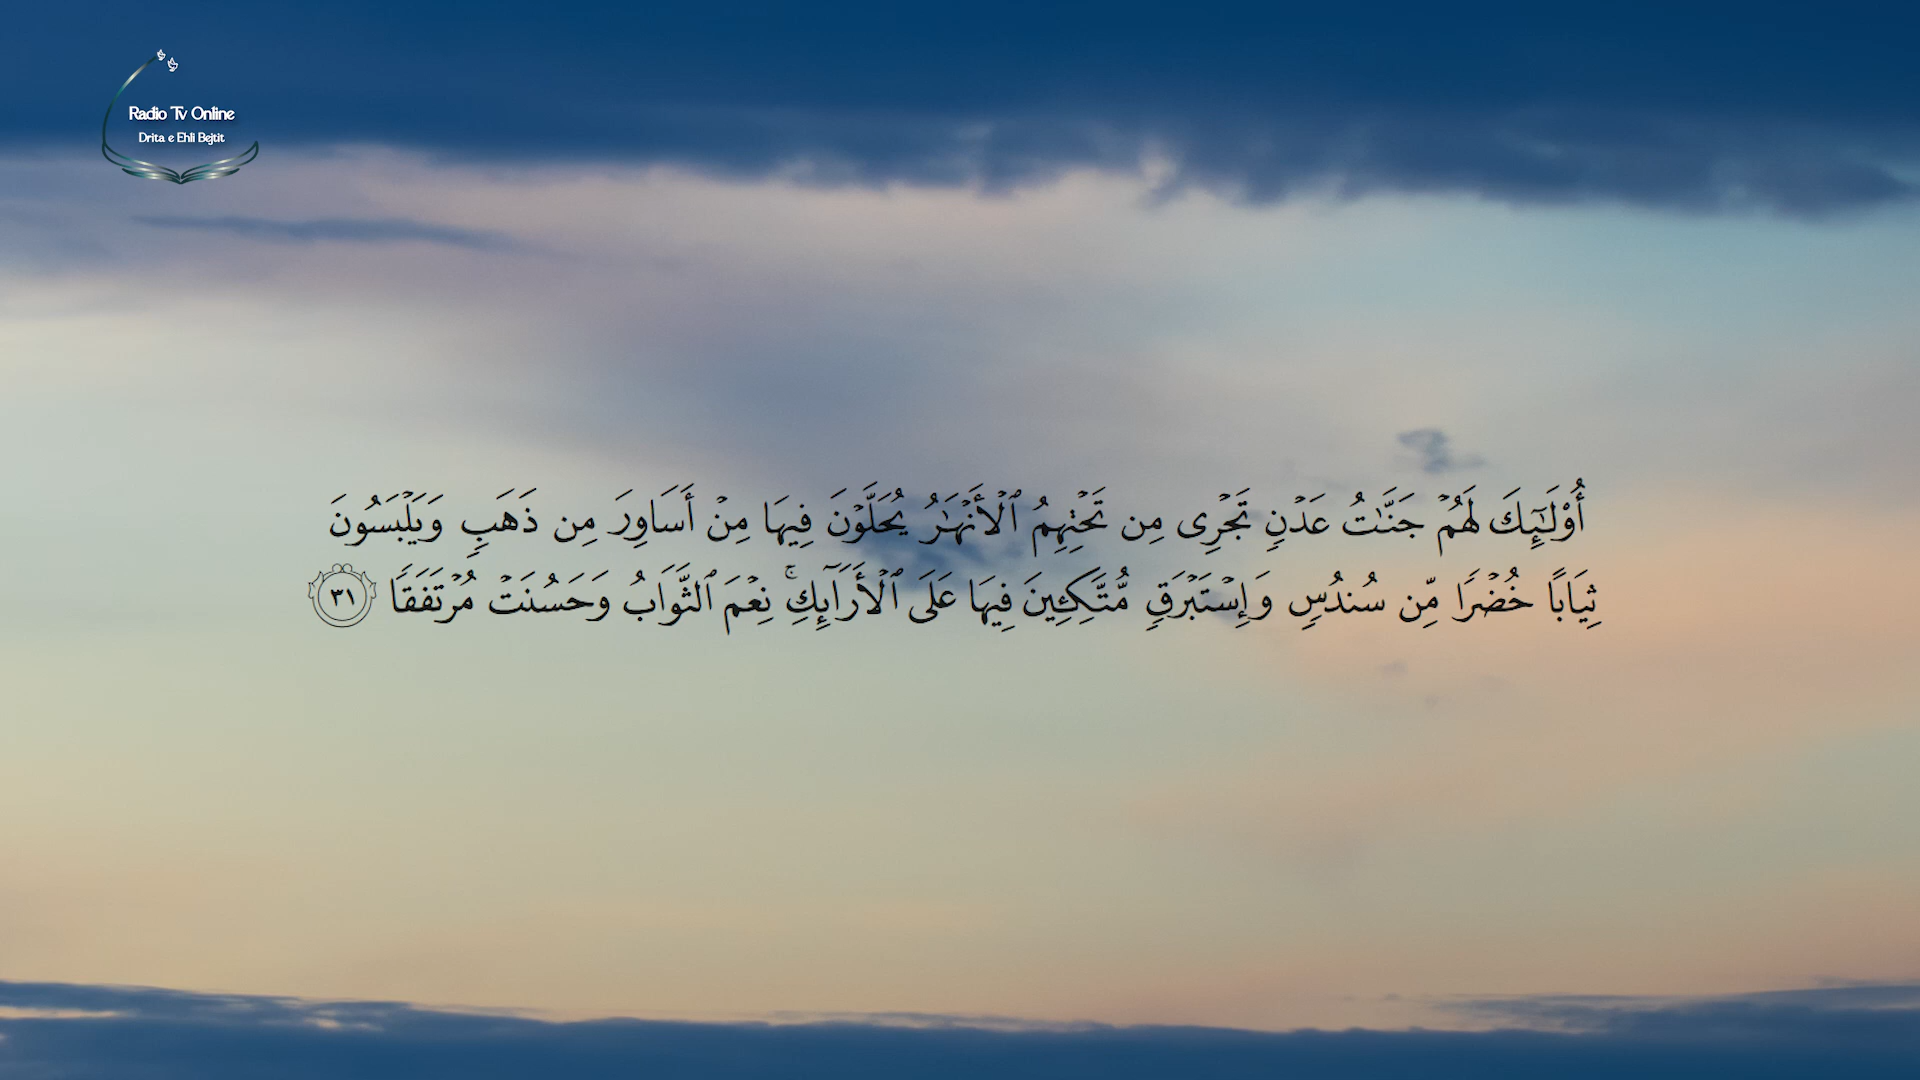 Radio Tv Online
Drita e Ehli Bejtit
أُوْلَـٰٓئِكَ لَهُمۡ جَنَّـٰتُ عَدۡنٖ تَجۡرِى مِن تَحۡتِهِمُ ٱلۡأَنۡهَـٰرُ يُحَلَّوۡنَ فِيهَا مِنۡ أَسَاوِرَ مِن ذَهَبٖ وَيَلۡبَسُونَ
ثِيَابًا خُضۡرٗا مِّن سُندُسٖ وَإِسۡتَبۡرَقٖ مُّتَّكِـِٔينَ فِيهَا عَلَى ٱلۡأَرَآئِكِۚ نِعۡمَ ٱلثَّوَابُ وَحَسُنَتۡ مُرۡتَفَقٗا ٣١